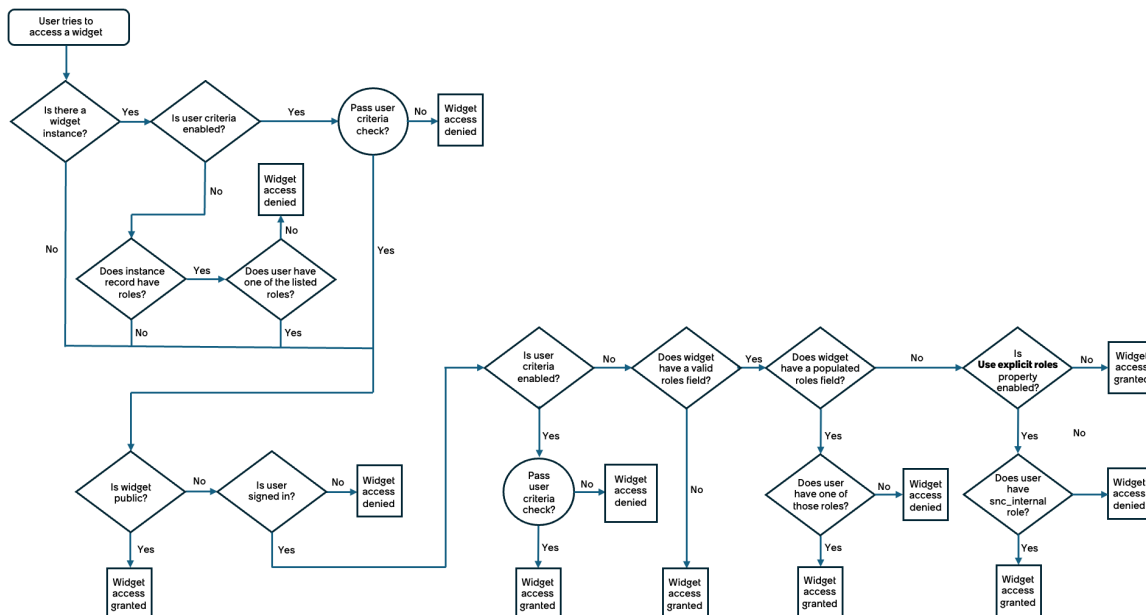 User tries to
access a widget
Is there a
widget
instance?
Yes
Is user criteria
enabled?
Yes
Pass user
criteria
check?
No
Widget
access
denied
No
Widget
access
denied
No
No
Yes
Does instance
record have
roles?
Yes
Does user have
one of the listed
roles?
No
Yes
Is user
criteria
enabled?
No
Does widget
have a valid
roles field?
Yes
Does widget
have a populated
roles field?
No
Is
Use explicit roles
property
enabled?
No
Widget
access
granted
Yes
Yes
Yes
No
Is widget
public?
No
Is user
signed in?
No
Widget
access
denied
Pass
user
criteria
check?
No
Widget
access
denied
No
Does user
have one of
those roles?
No
Widget
access
denied
Does user
have
snc_internal
role?
Widget
access
denied
Yes
Yes
Yes
Yes
Yes
Widget
access
granted
Widget
access
granted
Widget
access
granted
Widget
access
granted
Widget
access
granted